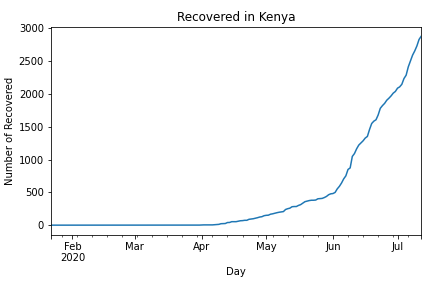 Recovered in Kenya
Number of Recovered
3000
2500
2000
1500
1000
500
0
Feb
2020
Mar
Apr
May
Jun
Jul
Day